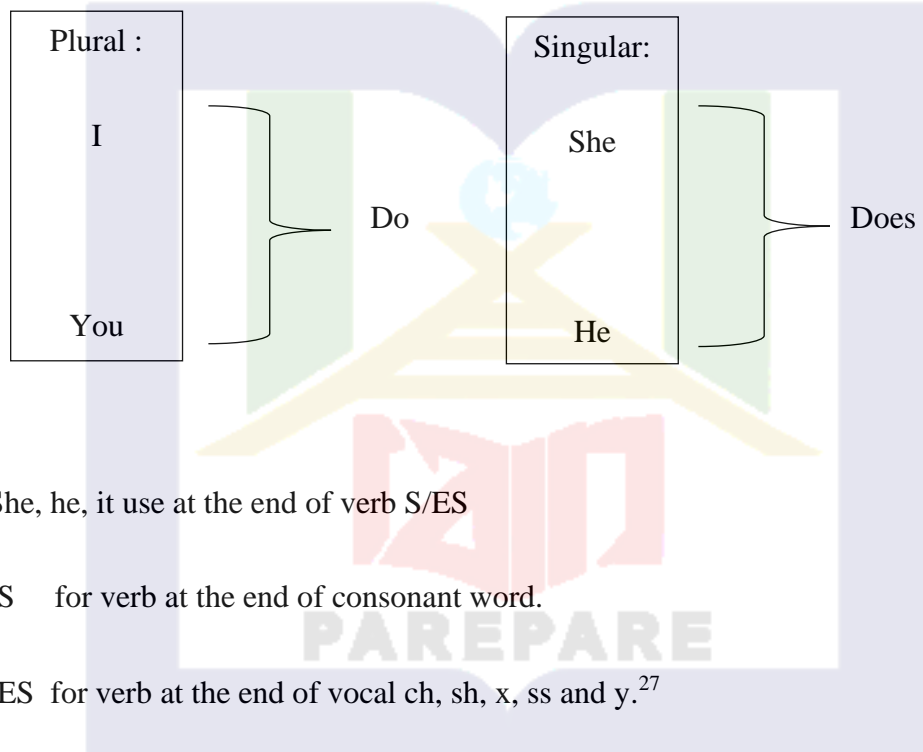 Plural :
Singular:
I
She
Do
Does
You
He
She, he, it use at the end of verb S/ES
S for verb at the end of consonant word.
ES for verb at the end of vocal ch, sh, x, ss and y.27
PAREPARE